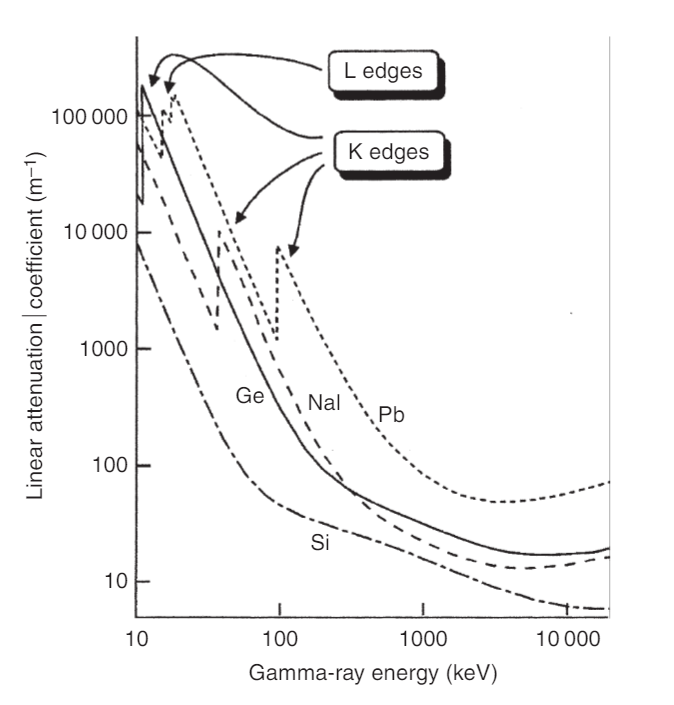 L edges
100 000
K edges
10 000
1000
Ge
NaI
Pb
100
Si
10
10
100
1000
10 000
Gamma-ray energy (keV)
Linear attenuation | coefficient (m⁻¹)